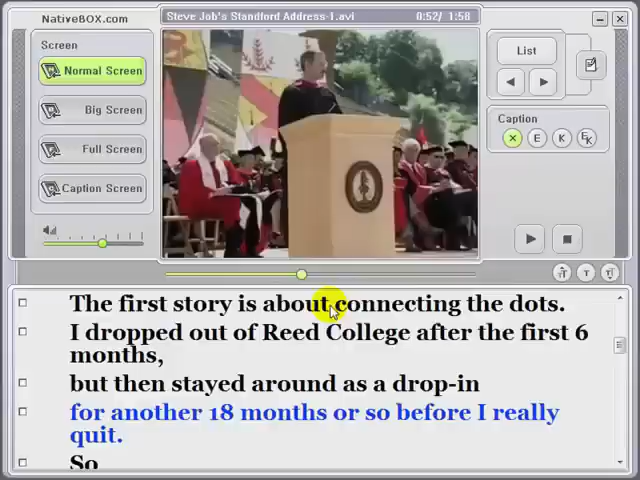 NativeBOX.com
Steve Job's Standford Address-1.avi 0:52/ 1:58
Screen
Normal Screen
Big Screen
Full Screen
Caption Screen
List
Caption
X E K EK
T T T
The first story is about connecting the dots.
I dropped out of Reed College after the first 6
months,
but then stayed around as a drop-in
for another 18 months or so before I really
quit.
So